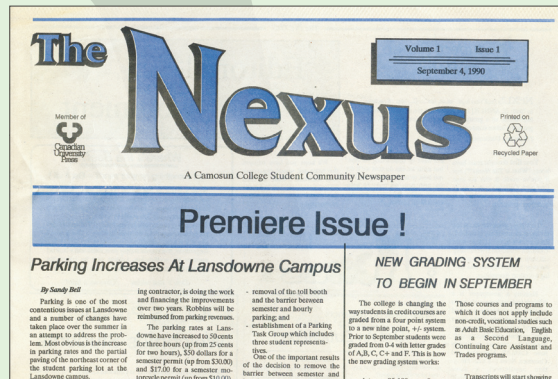 The
Nexus
Volume 1 Issue 1
September 4, 1990
Member of
Canadian
University
Press
Printed on
Recycled Paper
A Camosun College Student Community Newspaper
Premiere Issue !
Parking Increases At Lansdowne Campus
By Sandy Bell
Parking is one of the most
contentious issues at Lansdowne
and a number of changes have
taken place over the summer in
an attempt to address the prob-
lem. Most obvious is the increase
in parking rates and the partial
paving of the northeast corner of
the student parking lot at the
Lansdowne campus.
ing contractor, is doing the work
and financing the improvements
over two years. Robbins will be
reimbursed from parking revenues.
The parking rates at Lans-
downe have increased to 50 cents
for three hours (up from 25 cents
for two hours), $50 dollars for a
semester permit (up from $30.00)
and $17.00 for a semester mo-
torcycle permit (up from $10.00)
- removal of the toll booth
and the barrier between
semester and hourly
parking; and
- establishment of a Parking
Task Group which includes
three student representa-
tives.
One of the important results
of the decision to remove the
barrier between semester and
NEW GRADING SYSTEM
TO BEGIN IN SEPTEMBER
The college is changing the
way students in credit courses are
graded from a four point system
to a new nine point, +/- system.
Prior to September students were
graded from 0-4 with letter grades
of A,B, C, C+ and F. This is how
the new grading system works:
Those courses and programs to
which it does not apply include
non-credit, vocational studies such
as Adult Basic Education, English
as a Second Language,
Continuing Care Assistant and
Trades programs.
Transcripts will start showing